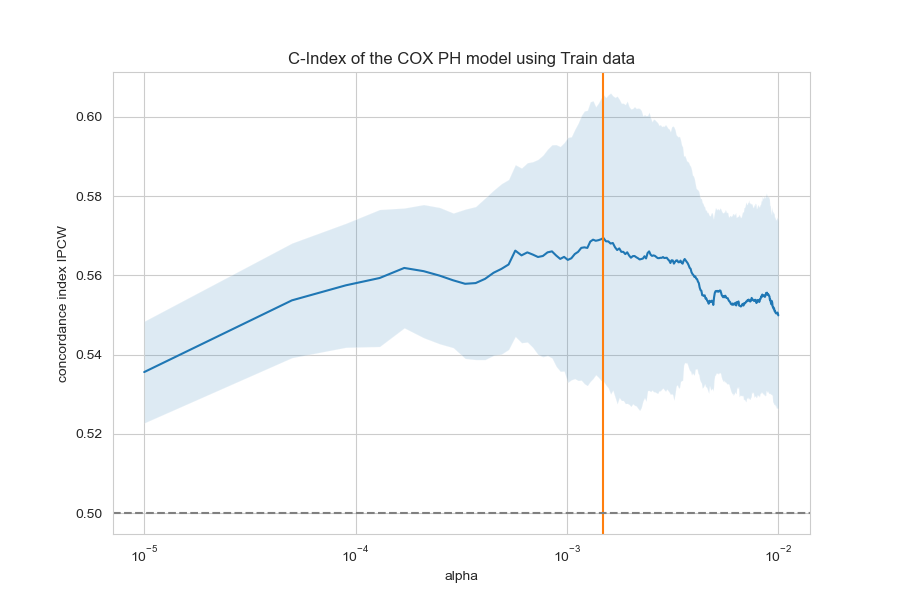 C-Index of the COX PH model using Train data
concordance index IPCW
0.60
0.58
0.56
0.54
0.52
0.50
10⁻⁵ 10⁻⁴ 10⁻³ 10⁻²
alpha